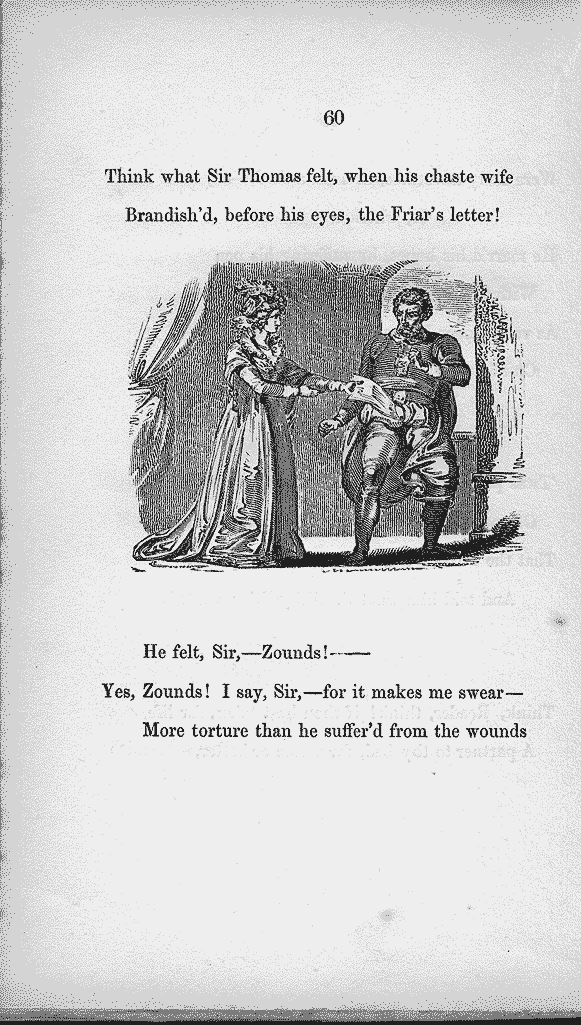 60
Think what Sir Thomas felt, when his chaste wife
Brandish'd, before his eyes, the Friar's letter!
He felt, Sir,—Zounds!——
Yes, Zounds! I say, Sir,—for it makes me swear—
More torture than he suffer'd from the wounds